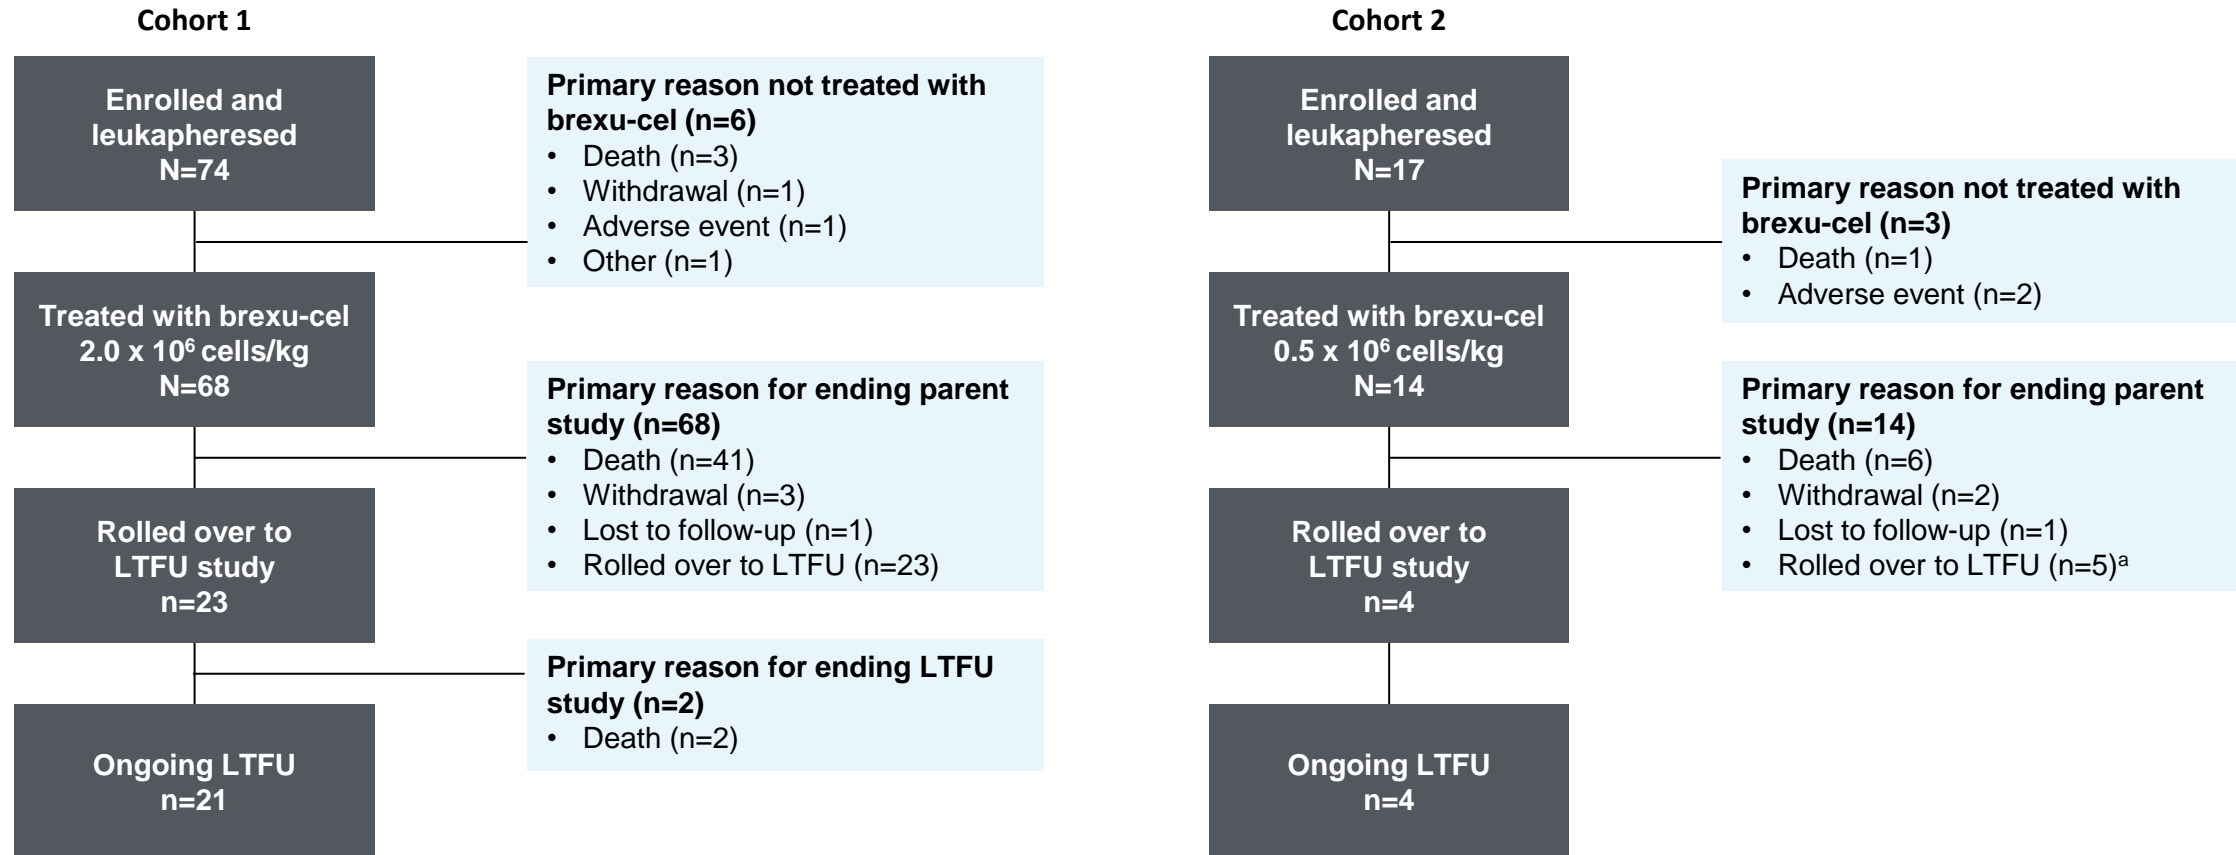 Cohort 1
Enrolled and
leukapheresed
N=74
Primary reason not treated with
brexu-cel (n=6)
• Death (n=3)
• Withdrawal (n=1)
• Adverse event (n=1)
• Other (n=1)
Treated with brexu-cel
2.0 x 10⁶ cells/kg
N=68
Primary reason for ending parent
study (n=68)
• Death (n=41)
• Withdrawal (n=3)
• Lost to follow-up (n=1)
• Rolled over to LTFU (n=23)
Rolled over to
LTFU study
n=23
Primary reason for ending LTFU
study (n=2)
• Death (n=2)
Ongoing LTFU
n=21
Cohort 2
Enrolled and
leukapheresed
N=17
Primary reason not treated with
brexu-cel (n=3)
• Death (n=1)
• Adverse event (n=2)
Treated with brexu-cel
0.5 x 10⁶ cells/kg
N=14
Primary reason for ending parent
study (n=14)
• Death (n=6)
• Withdrawal (n=2)
• Lost to follow-up (n=1)
• Rolled over to LTFU (n=5)ᵃ
Rolled over to
LTFU study
n=4
Ongoing LTFU
n=4